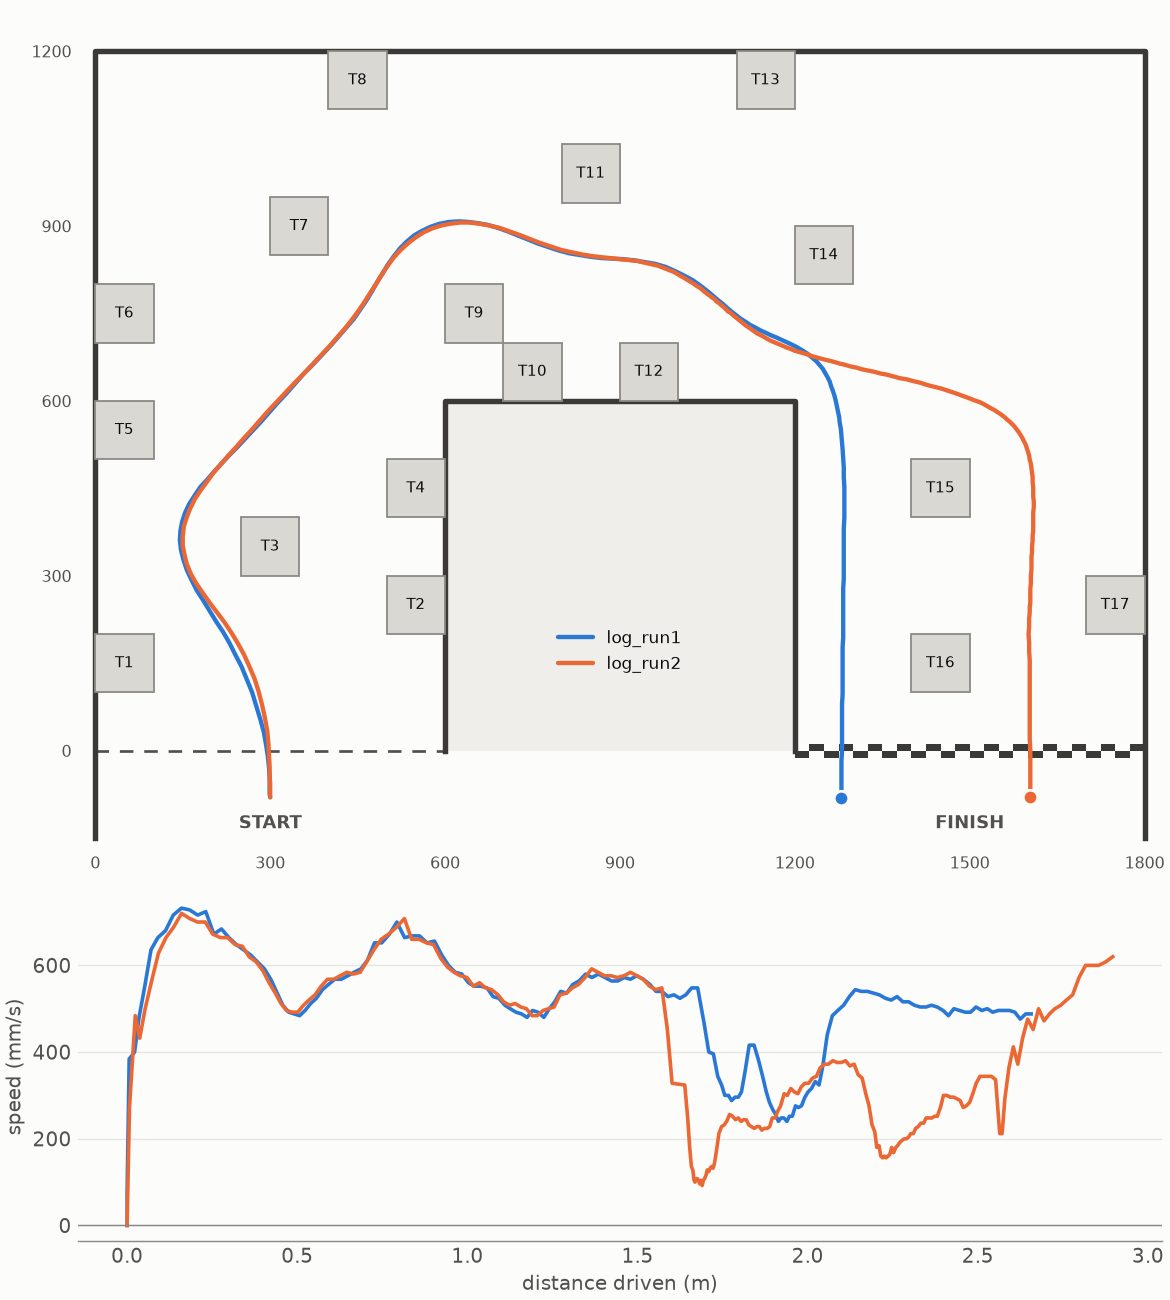 1200
T8
T13
T11
900
T7
T14
T6
T9
T10
T12
600
T5
T4
T15
T3
300
T2
T17
log_run1
log_run2
T1
T16
0
START
FINISH
0 300 600 900 1200 1500 1800
600
400
200
0
speed (mm/s)
0.0 0.5 1.0 1.5 2.0 2.5 3.0
distance driven (m)